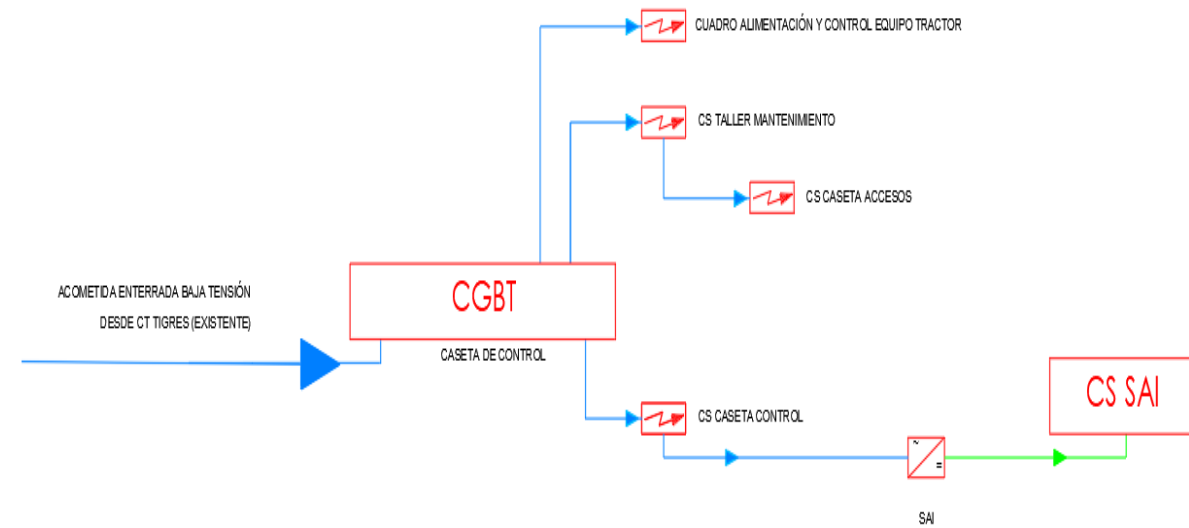 CUADRO ALIMENTACIÓN Y CONTROL EQUIPO TRACTOR
CS TALLER MANTENIMIENTO
CS CASETA ACCESOS
ACOMETIDA ENTERRADA BAJA TENSIÓN
DESDE CT TIGRES (EXISTENTE)
CGBT
CASETA DE CONTROL
CS CASETA CONTROL
CS SAI
~
=
SAI